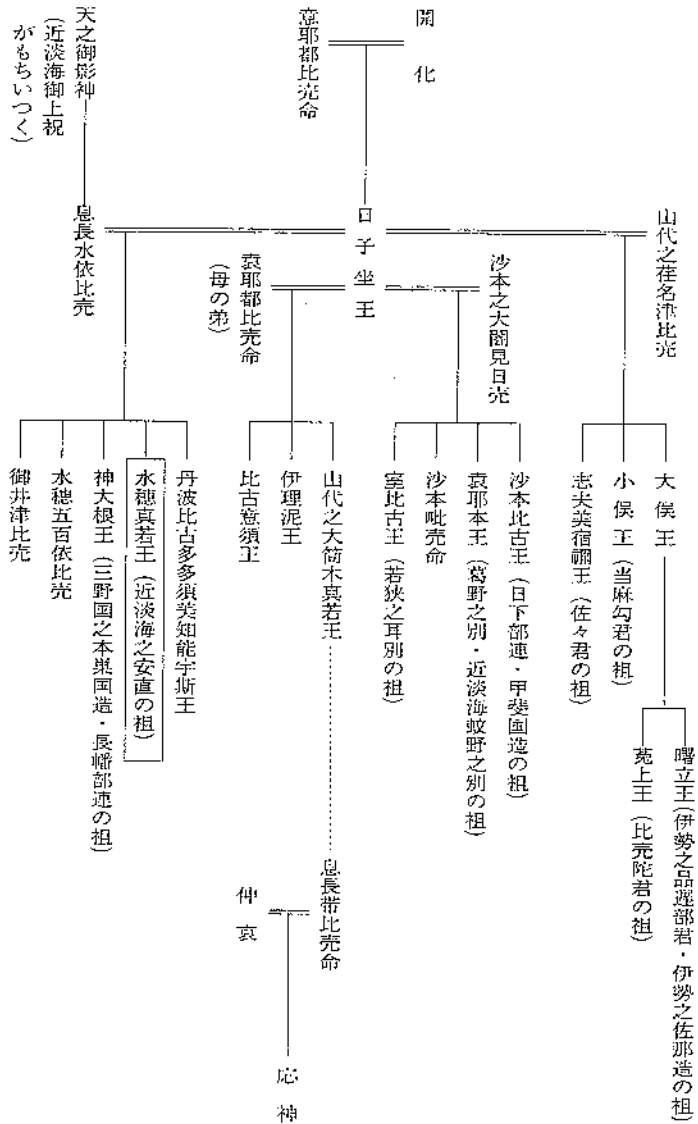 開化
意耶都比売命
天之御影神
(近淡海御上祝
がもちいつく)
山代之荏名津比売
日子坐王
息長水依比売
沙本之大闇見日売
袁耶都比売命
(母の弟)
大俣王
小俣王(当麻勾君の祖)
志夫美宿禰王(佐々君の祖)
曙立王(伊勢之品遅部君・伊勢之佐那造の祖)
菟上王(比売陀君の祖)
沙本比古王(日下部連・甲斐国造の祖)
袁耶本王(葛野之別・近淡海蚊野之別の祖)
沙本毗売命
室比古王(若狭之耳別の祖)
山代之大筒木真若王
伊理泥王
比古意須王
息長帯比売命
仲哀
応神
丹波比古多多須美知能宇斯王
水穂真若王(近淡海之安直の祖)
神大根王(三野国之本巣国造・長幡部連の祖)
水穂五百依比売
御井津比売